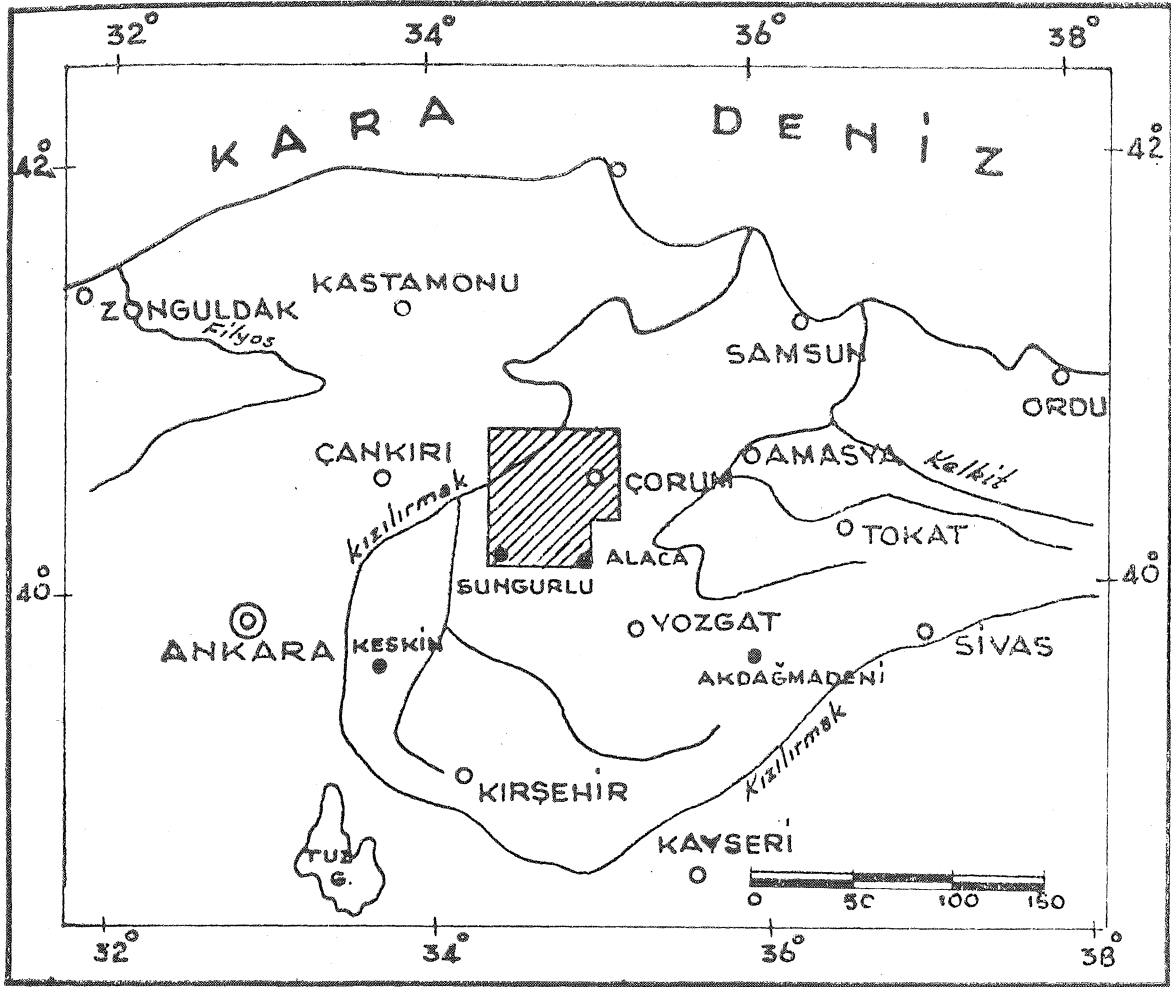 32° 34° 36° 38°
KARA DENİZ
42° 42°
KASTAMONU
ZONGULDAK
Filyos
SAMSUN
ORDU
ÇANKIRI
AMASYA
Kelkit
Kızılırmak
ÇORUM
TOKAT
ALACA
SUNGURLU
40° 40°
YOZGAT
ANKARA KESKİN
SİVAS
AKDAĞMADENİ
Kızılırmak
KIRŞEHİR
KAYSERİ
TUZ
G.
0 50 100 150
32° 34° 36° 38°